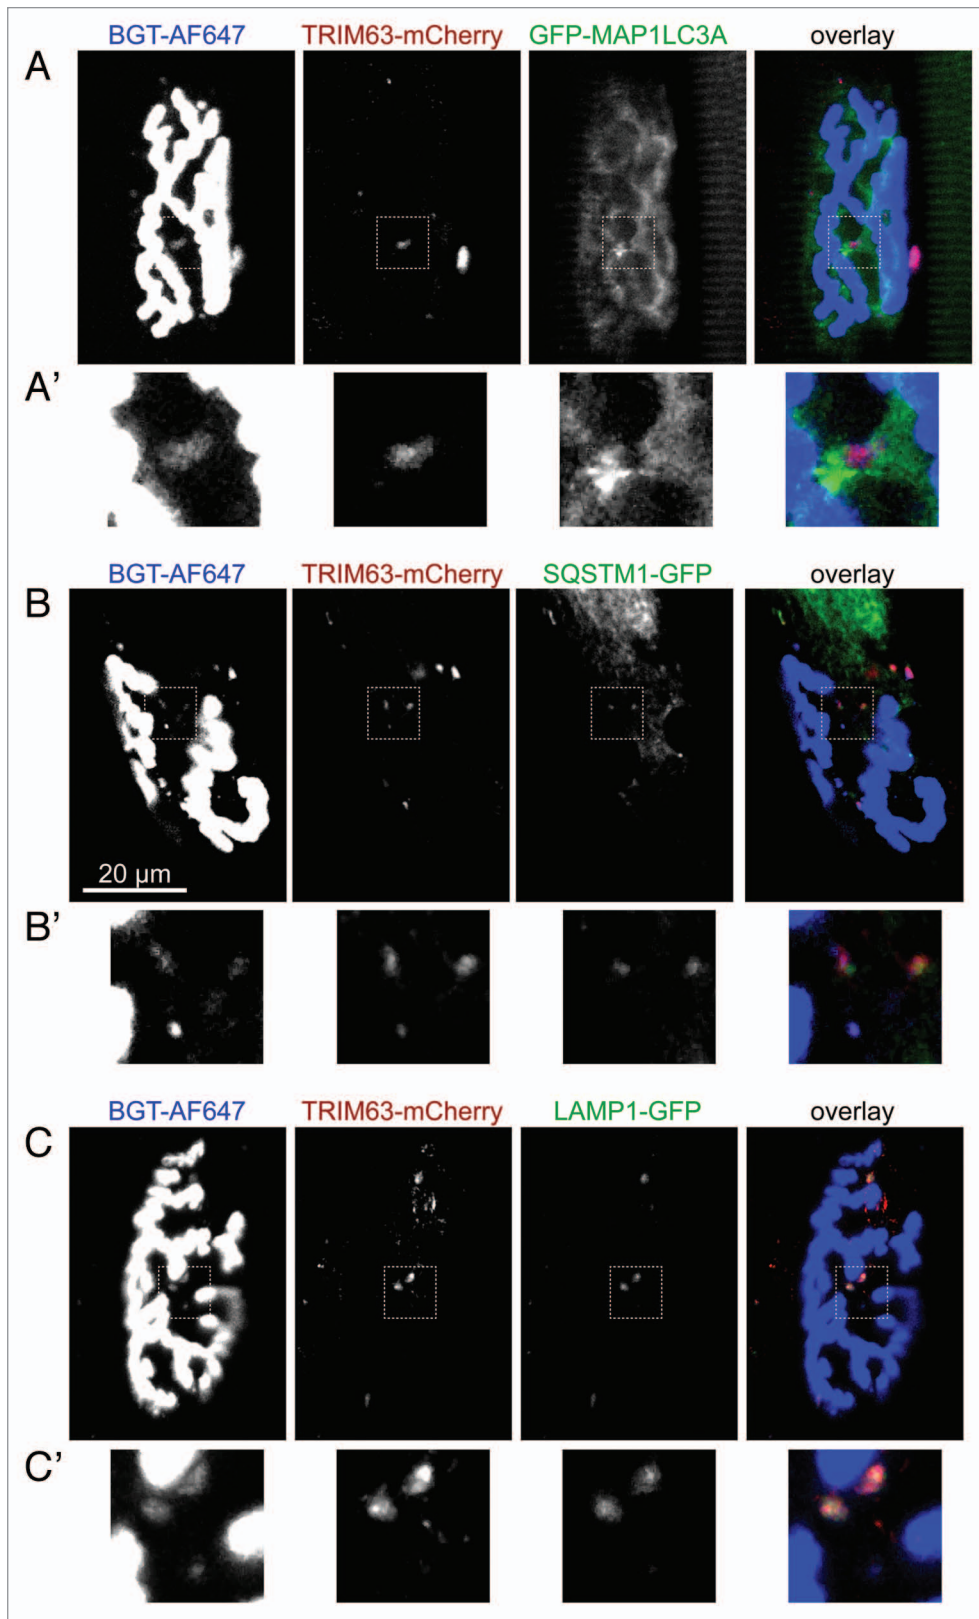 BGT-AF647 TRIM63-mCherry GFP-MAP1LC3A overlay
A
A'
BGT-AF647 TRIM63-mCherry SQSTM1-GFP overlay
B
20 µm
B'
BGT-AF647 TRIM63-mCherry LAMP1-GFP overlay
C
C'